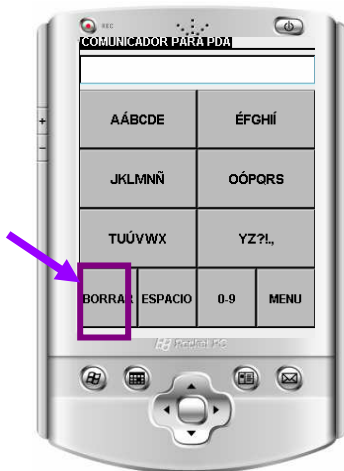 REC
COMUNICADOR PARA PDA
AÁBCDE ÉFGHIÍ
JKLMNÑ OÓPQRS
TUÚVWX YZ?!.,
BORRAR ESPACIO 0-9 MENU
Pocket PC